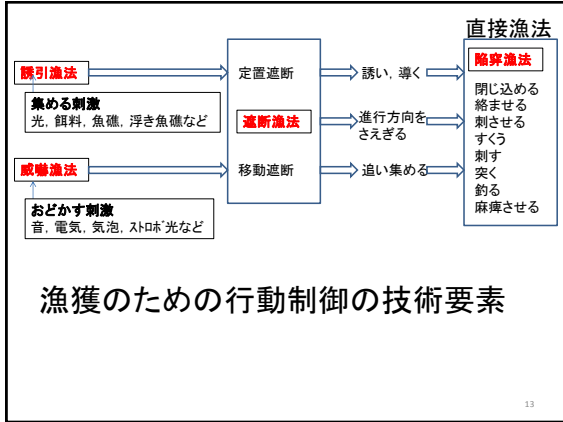 直接漁法
誘引漁法
定置遮断
誘い，導く
陥穽漁法
集める刺激
光，餌料，魚礁，浮き魚礁など
遮断漁法
進行方向を
さえぎる
閉じ込める
絡ませる
刺させる
すくう
刺す
突く
釣る
麻痺させる
威嚇漁法
移動遮断
追い集める
おどかす刺激
音，電気，気泡，ｽﾄﾛﾎﾞ光など
漁獲のための行動制御の技術要素
13